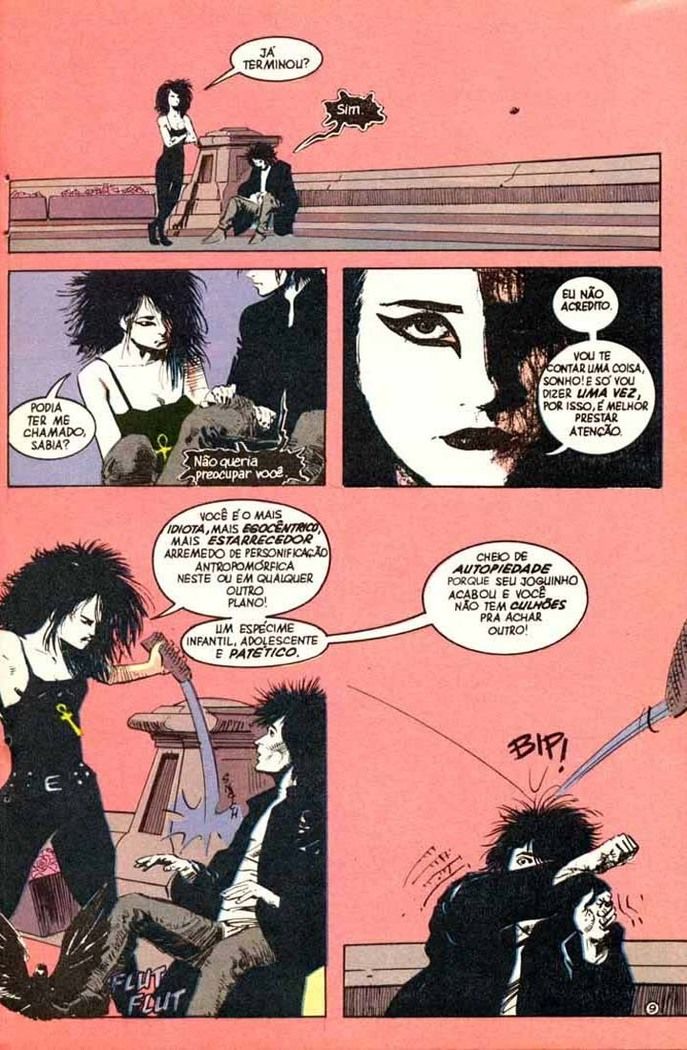 JÁ
TERMINOU?
Sim.
PODIA
TER ME
CHAMADO,
SABIA?
Não queria
preocupar você.
EU NÃO
ACREDITO.
VOU TE
CONTAR UMA COISA,
SONHO! E SÓ VOU
DIZER UMA VEZ,
POR ISSO, É MELHOR
PRESTAR
ATENÇÃO.
VOCÊ É O MAIS
IDIOTA, MAIS EGOCÊNTRICO,
MAIS ESTARRECEDOR
ARREMEDO DE PERSONIFICAÇÃO
ANTROPOMÓRFICA
NESTE OU EM QUALQUER
OUTRO
PLANO!
UM ESPÉCIME
INFANTIL, ADOLESCENTE
E PATÉTICO.
CHEIO DE
AUTOPIEDADE
PORQUE SEU JOGUINHO
ACABOU E VOCÊ
NÃO TEM CULHÕES
PRA ACHAR
OUTRO!
BIP!
FLUT
FLUT
9